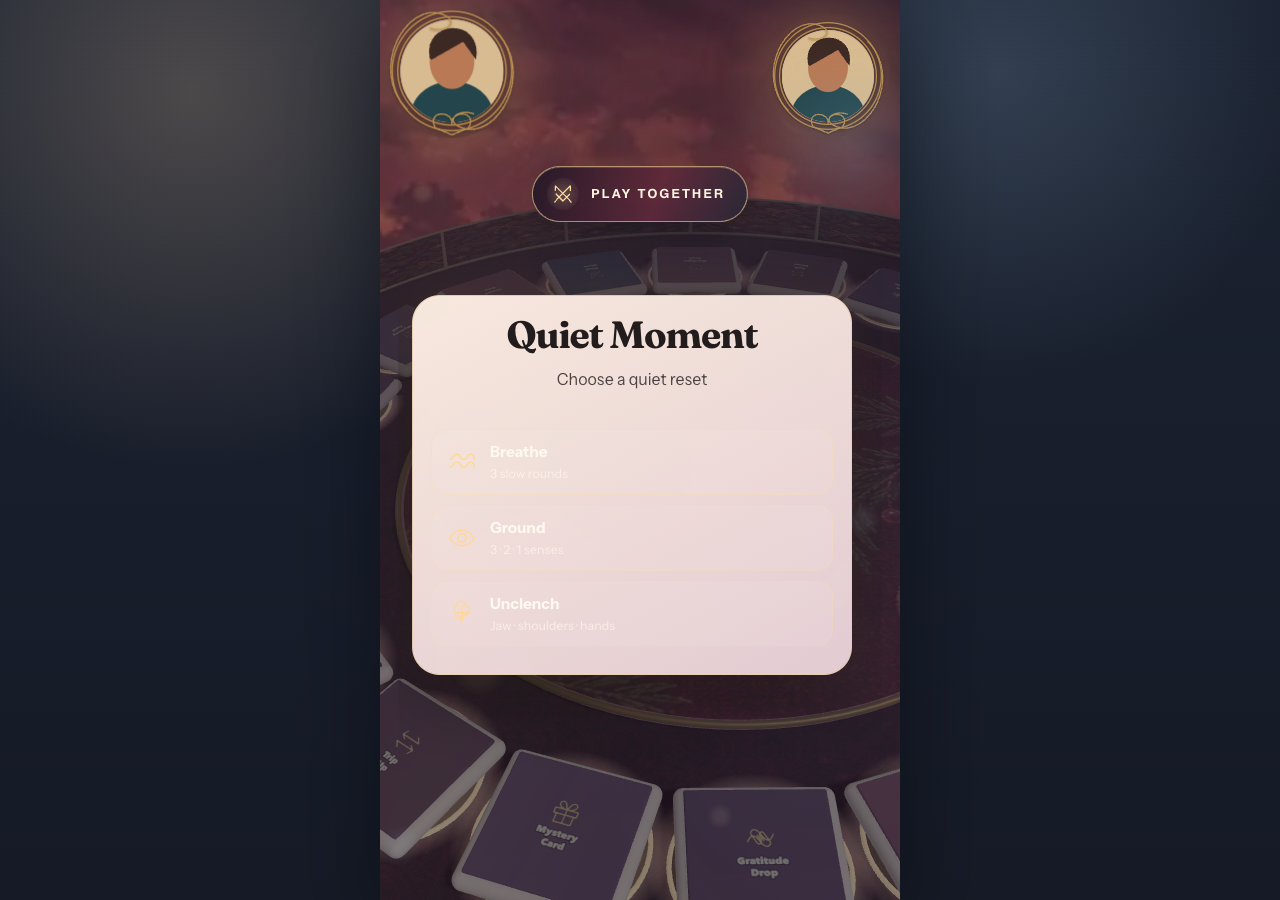 PLAY TOGETHER
Quiet Moment
Choose a quiet reset
Breathe
3 slow rounds
Ground
3 · 2 · 1 senses
Unclench
Jaw · shoulders · hands
Mystery
Card
Gratitude
Drop